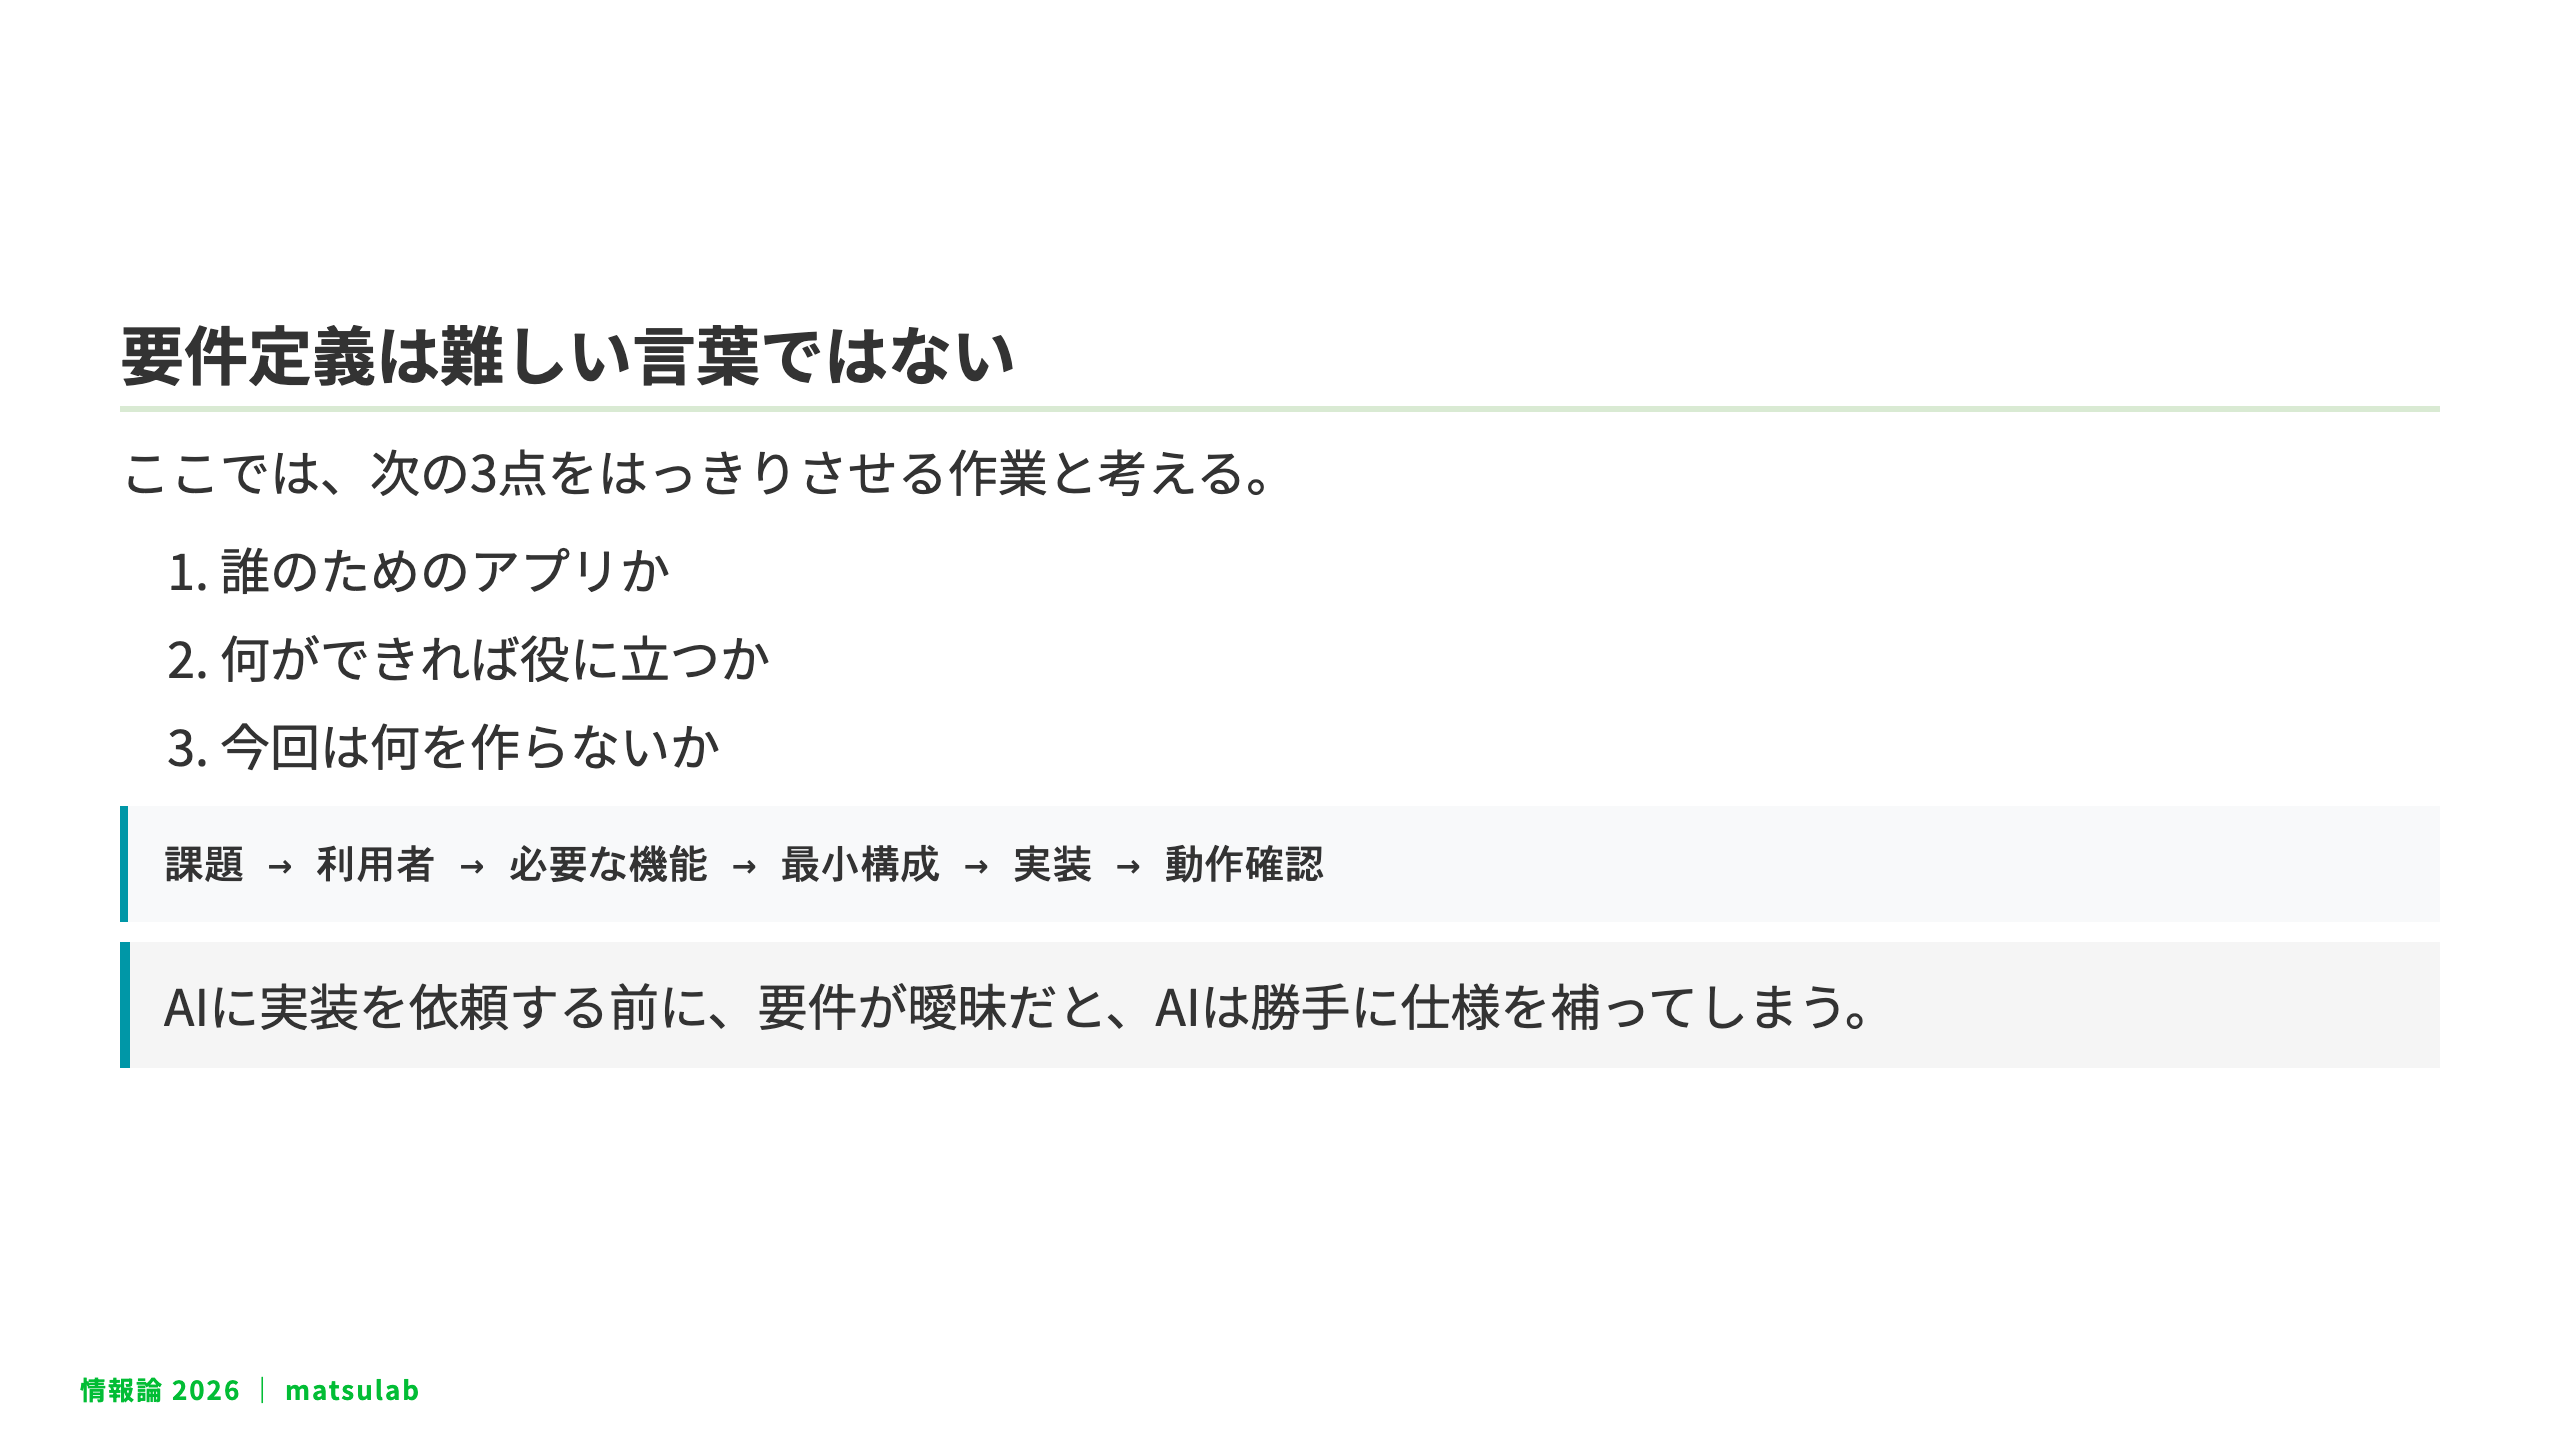 要件定義は難しい言葉ではない
ここでは、次の3点をはっきりさせる作業と考える。
1. 誰のためのアプリか
2. 何ができれば役に立つか
3. 今回は何を作らないか
課題 → 利用者 → 必要な機能 → 最小構成 → 実装 → 動作確認
AIに実装を依頼する前に、要件が曖昧だと、AIは勝手に仕様を補ってしまう。
情報論 2026 ｜ matsulab